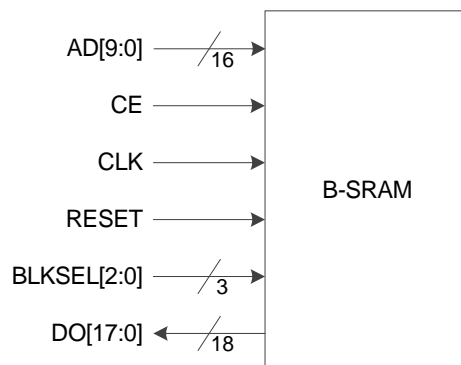 AD[9:0]
16
CE
CLK
B-SRAM
RESET
BLKSEL[2:0]
3
DO[17:0]
18